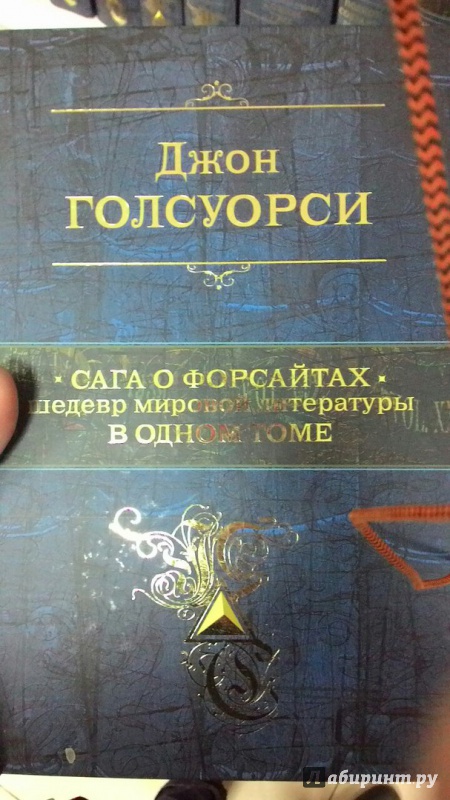 Джон
ГОЛСУОРСИ
· САГА О ФОРСАЙТАХ ·
шедевр мировой литературы
В ОДНОМ ТОМЕ
Лабиринт.ру